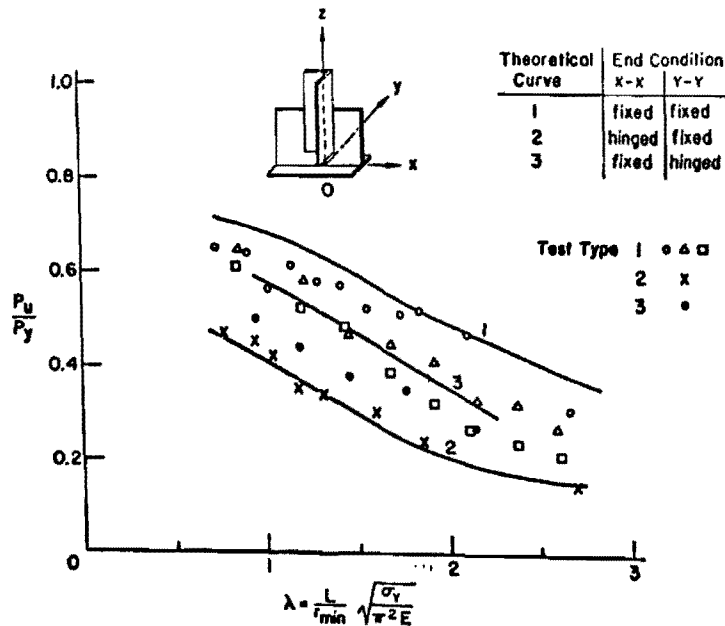 z
y
x
O
Theoretical Curve | End Condition
X-X | Y-Y
1 | fixed | fixed
2 | hinged | fixed
3 | fixed | hinged
Test Type 1 ○ △ □
2 x
3 •
1.0
0.8
0.6
0.4
0.2
0
Pu/Py
1
3
2
1
2
3
λ = L/rmin √(σY/π²E)